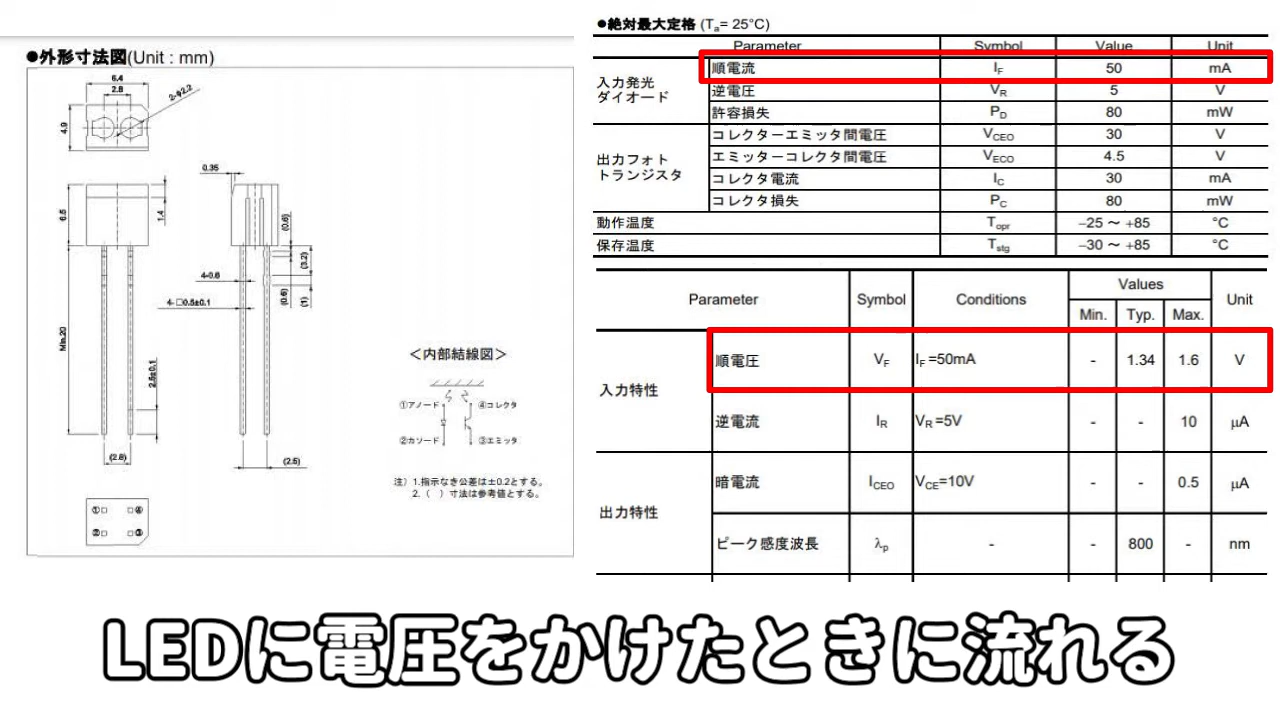 ●外形寸法図(Unit : mm)
6.4
2.8
2-Φ2.2
4.9
0.35
6.5
1.4
(0.6)
(3.2)
4-0.6
(0.6)
(1)
4-□0.5±0.1
Min.20
2.5±0.1
(2.8)
(2.5)
<内部結線図>
①アノード
④コレクタ
②カソード
③エミッタ
注) 1.指示なき公差は±0.2とする。
2.( )寸法は参考値とする。
① ④
② ③
●絶対最大定格 (Ta= 25°C)
Parameter Symbol Value Unit
入力発光
ダイオード
順電流 IF 50 mA
逆電圧 VR 5 V
許容損失 PD 80 mW
出力フォト
トランジスタ
コレクターエミッタ間電圧 VCEO 30 V
エミッターコレクタ間電圧 VECO 4.5 V
コレクタ電流 IC 30 mA
コレクタ損失 PC 80 mW
動作温度 Topr −25 ~ +85 °C
保存温度 Tstg −30 ~ +85 °C
Parameter Symbol Conditions Values Unit
Min. Typ. Max.
入力特性
順電圧 VF IF =50mA - 1.34 1.6 V
逆電流 IR VR =5V - - 10 μA
出力特性
暗電流 ICEO VCE=10V - - 0.5 μA
ピーク感度波長 λp - - 800 - nm
LEDに電圧をかけたときに流れる